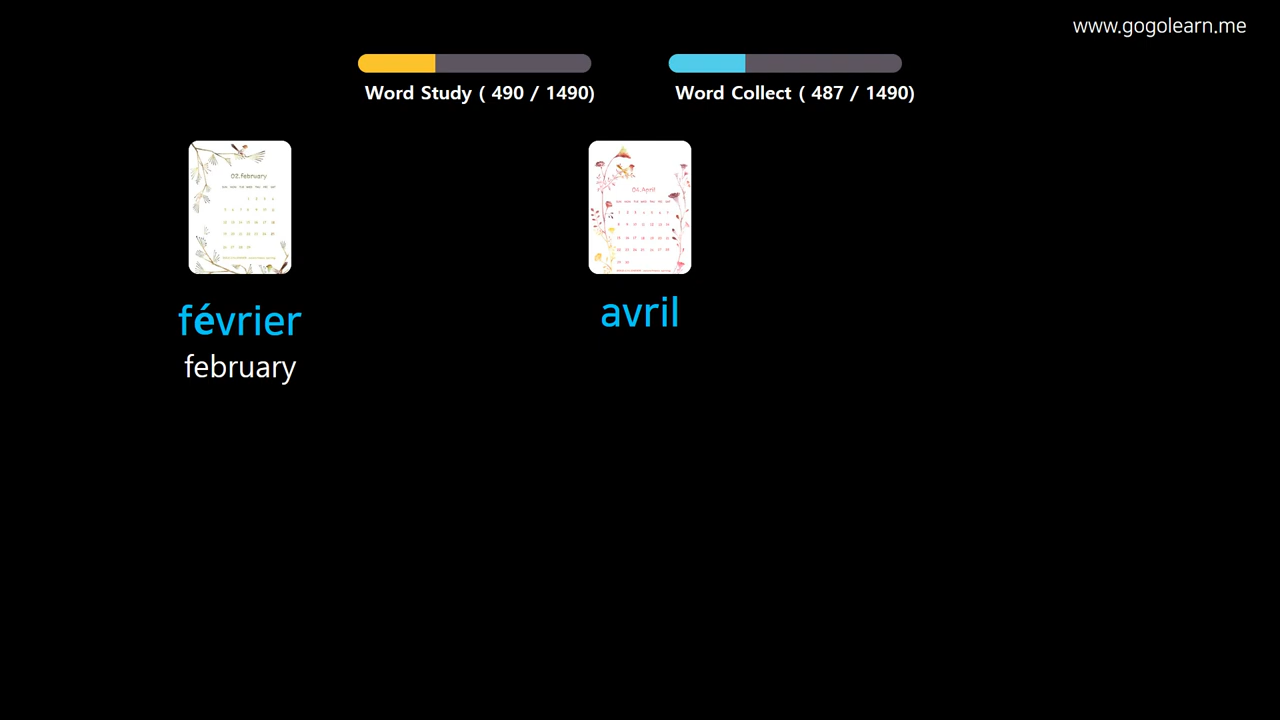 www.gogolearn.me
Word Study ( 490 / 1490)
Word Collect ( 487 / 1490)
02.february
04.April
février
avril
february